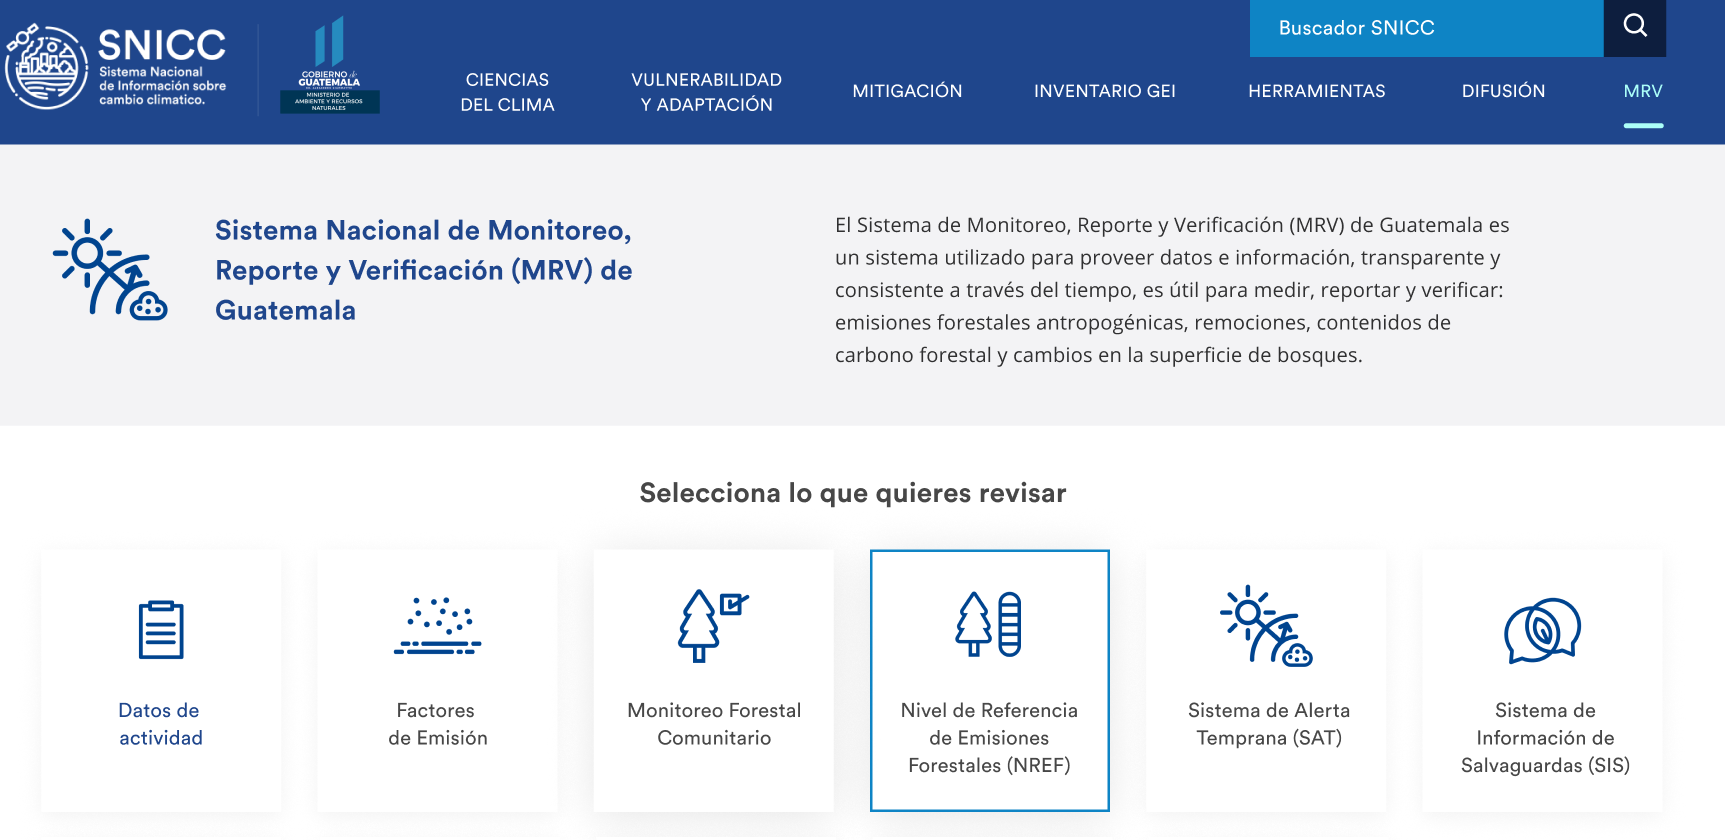 SNICC
Sistema Nacional
de Información sobre
cambio climatico.
GOBIERNO de
GUATEMALA
MINISTERIO DE
AMBIENTE Y RECURSOS
NATURALES
Buscador SNICC
CIENCIAS
DEL CLIMA
VULNERABILIDAD
Y ADAPTACIÓN
MITIGACIÓN
INVENTARIO GEI
HERRAMIENTAS
DIFUSIÓN
MRV
Sistema Nacional de Monitoreo,
Reporte y Verificación (MRV) de
Guatemala
El Sistema de Monitoreo, Reporte y Verificación (MRV) de Guatemala es
un sistema utilizado para proveer datos e información, transparente y
consistente a través del tiempo, es útil para medir, reportar y verificar:
emisiones forestales antropogénicas, remociones, contenidos de
carbono forestal y cambios en la superficie de bosques.
Selecciona lo que quieres revisar
Datos de
actividad
Factores
de Emisión
Monitoreo Forestal
Comunitario
Nivel de Referencia
de Emisiones
Forestales (NREF)
Sistema de Alerta
Temprana (SAT)
Sistema de
Información de
Salvaguardas (SIS)